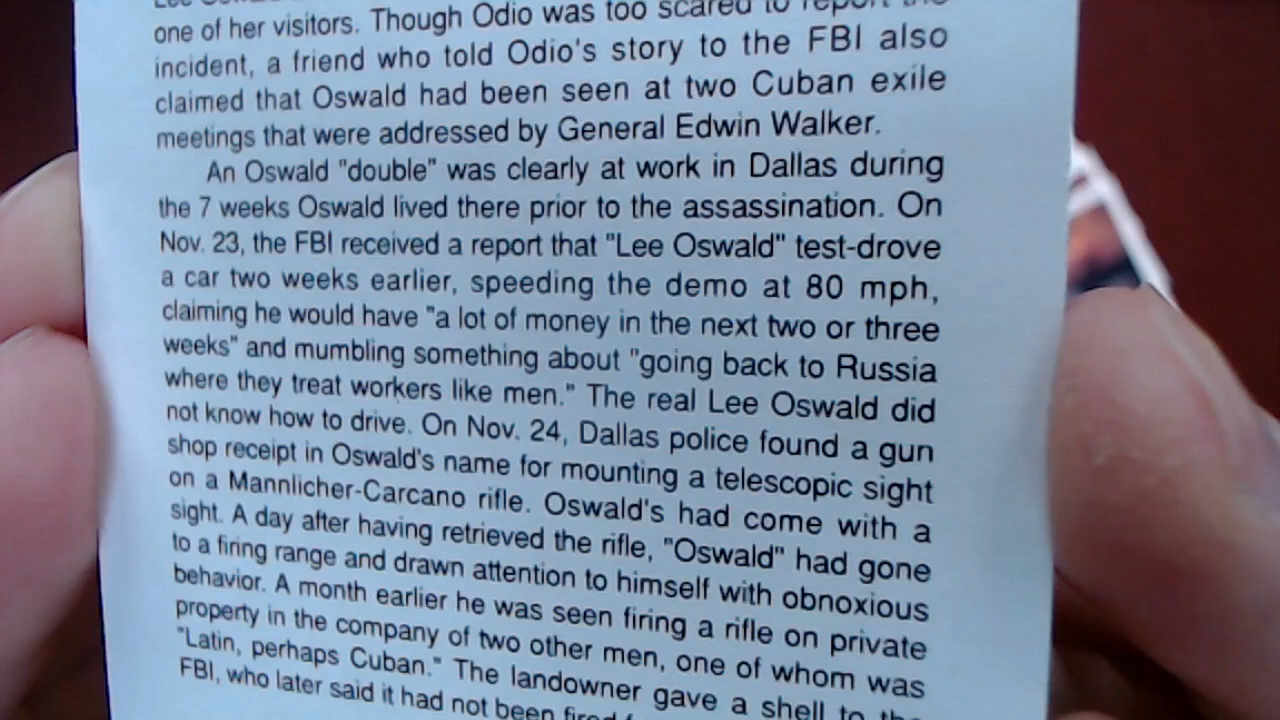 one of her visitors. Though Odio was too scared to report the
incident, a friend who told Odio's story to the FBI also
claimed that Oswald had been seen at two Cuban exile
meetings that were addressed by General Edwin Walker.
An Oswald "double" was clearly at work in Dallas during
the 7 weeks Oswald lived there prior to the assassination. On
Nov. 23, the FBI received a report that "Lee Oswald" test-drove
a car two weeks earlier, speeding the demo at 80 mph,
claiming he would have "a lot of money in the next two or three
weeks" and mumbling something about "going back to Russia
where they treat workers like men." The real Lee Oswald did
not know how to drive. On Nov. 24, Dallas police found a gun
shop receipt in Oswald's name for mounting a telescopic sight
on a Mannlicher-Carcano rifle. Oswald's had come with a
sight. A day after having retrieved the rifle, "Oswald" had gone
to a firing range and drawn attention to himself with obnoxious
behavior. A month earlier he was seen firing a rifle on private
property in the company of two other men, one of whom was
"Latin, perhaps Cuban." The landowner gave a shell to the
FBI, who later said it had not been fired